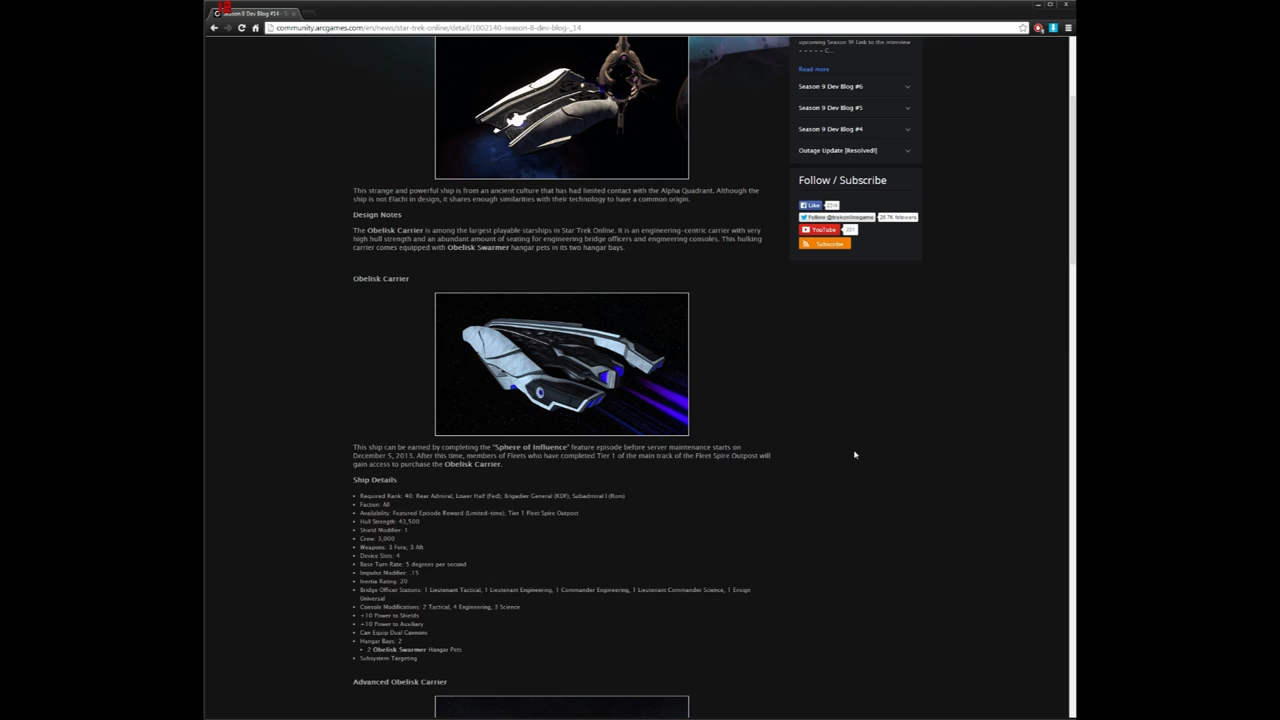 Season 8 Dev Blog #14 - S
community.arcgames.com/en/news/star-trek-online/detail/1002140-season-8-dev-blog-_14
upcoming Season 9! Link to the interview
- - - - - C...
Read more
Season 9 Dev Blog #6
Season 9 Dev Blog #5
Season 9 Dev Blog #4
Outage Update [Resolved!]
Follow / Subscribe
Like
Follow @trekonlinegame 28.7K followers
YouTube
Subscribe
This strange and powerful ship is from an ancient culture that has had limited contact with the Alpha Quadrant. Although the
ship is not Elachi in design, it shares enough similarities with their technology to have a common origin.
Design Notes
The Obelisk Carrier is among the largest playable starships in Star Trek Online. It is an engineering-centric carrier with very
high hull strength and an abundant amount of seating for engineering bridge officers and engineering consoles. This hulking
carrier comes equipped with Obelisk Swarmer hangar pets in its two hangar bays.
Obelisk Carrier
This ship can be earned by completing the "Sphere of Influence" feature episode before server maintenance starts on
December 5, 2013. After this time, members of Fleets who have completed Tier 1 of the main track of the Fleet Spire Outpost will
gain access to purchase the Obelisk Carrier.
Ship Details
• Required Rank: 40: Rear Admiral, Lower Half (Fed); Brigadier General (KDF); Subadmiral I (Rom)
• Faction: All
• Availability: Featured Episode Reward (Limited-time); Tier 1 Fleet Spire Outpost
• Hull Strength: 43,500
• Shield Modifier: 1
• Crew: 3,000
• Weapons: 3 Fore, 3 Aft
• Device Slots: 4
• Base Turn Rate: 5 degrees per second
• Impulse Modifier: .15
• Inertia Rating: 20
• Bridge Officer Stations: 1 Lieutenant Tactical, 1 Lieutenant Engineering, 1 Commander Engineering, 1 Lieutenant Commander Science, 1 Ensign
Universal
• Console Modifications: 2 Tactical, 4 Engineering, 3 Science
• +10 Power to Shields
• +10 Power to Auxiliary
• Can Equip Dual Cannons
• Hangar Bays: 2
• 2 Obelisk Swarmer Hangar Pets
• Subsystem Targeting
Advanced Obelisk Carrier